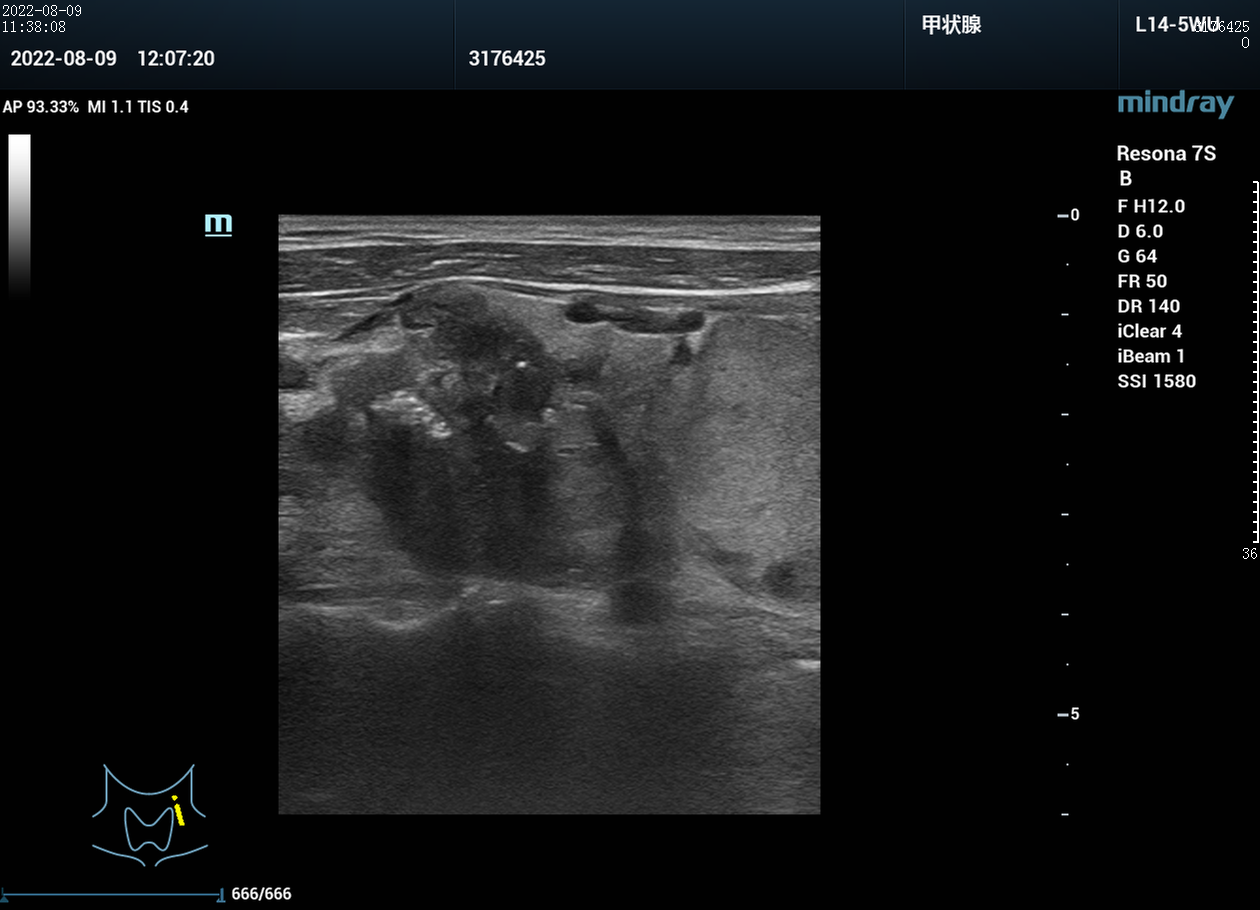 2022-08-09
11:38:08
2022-08-09 12:07:20
3176425
甲状腺
L14-5WU
3176425
0
AP 93.33% MI 1.1 TIS 0.4
mindray
Resona 7S
B
F H12.0
D 6.0
G 64
FR 50
DR 140
iClear 4
iBeam 1
SSI 1580
m
0
5
36
666/666